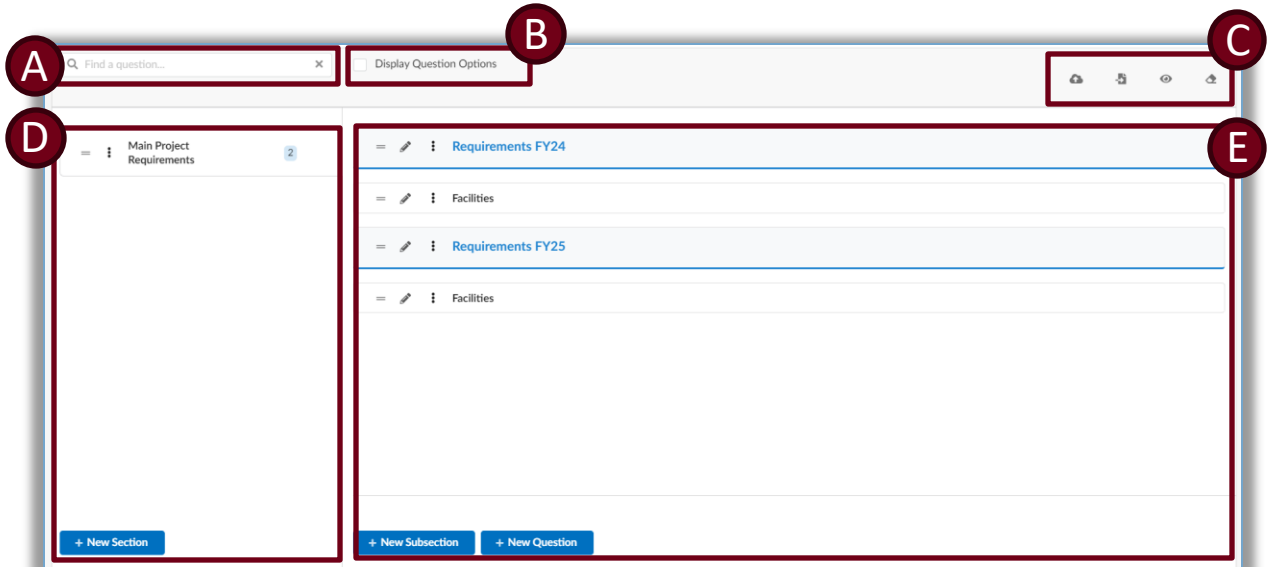 A
B
C
Find a question...
Display Question Options
D
E
Main Project
Requirements
2
Requirements FY24
Facilities
Requirements FY25
Facilities
+ New Section
+ New Subsection
+ New Question